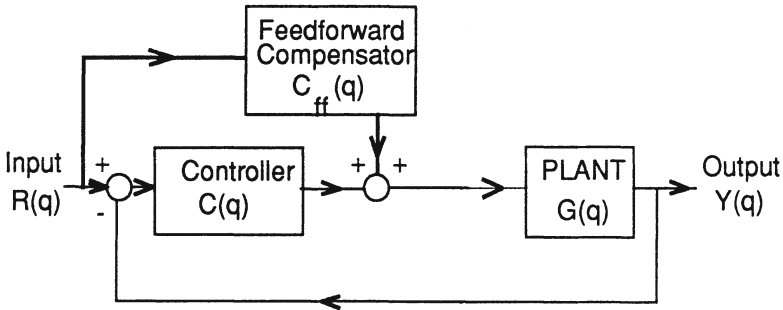 Feedforward
Compensator
C_ff(q)
Input
R(q)
+
-
Controller
C(q)
+ +
PLANT
G(q)
Output
Y(q)